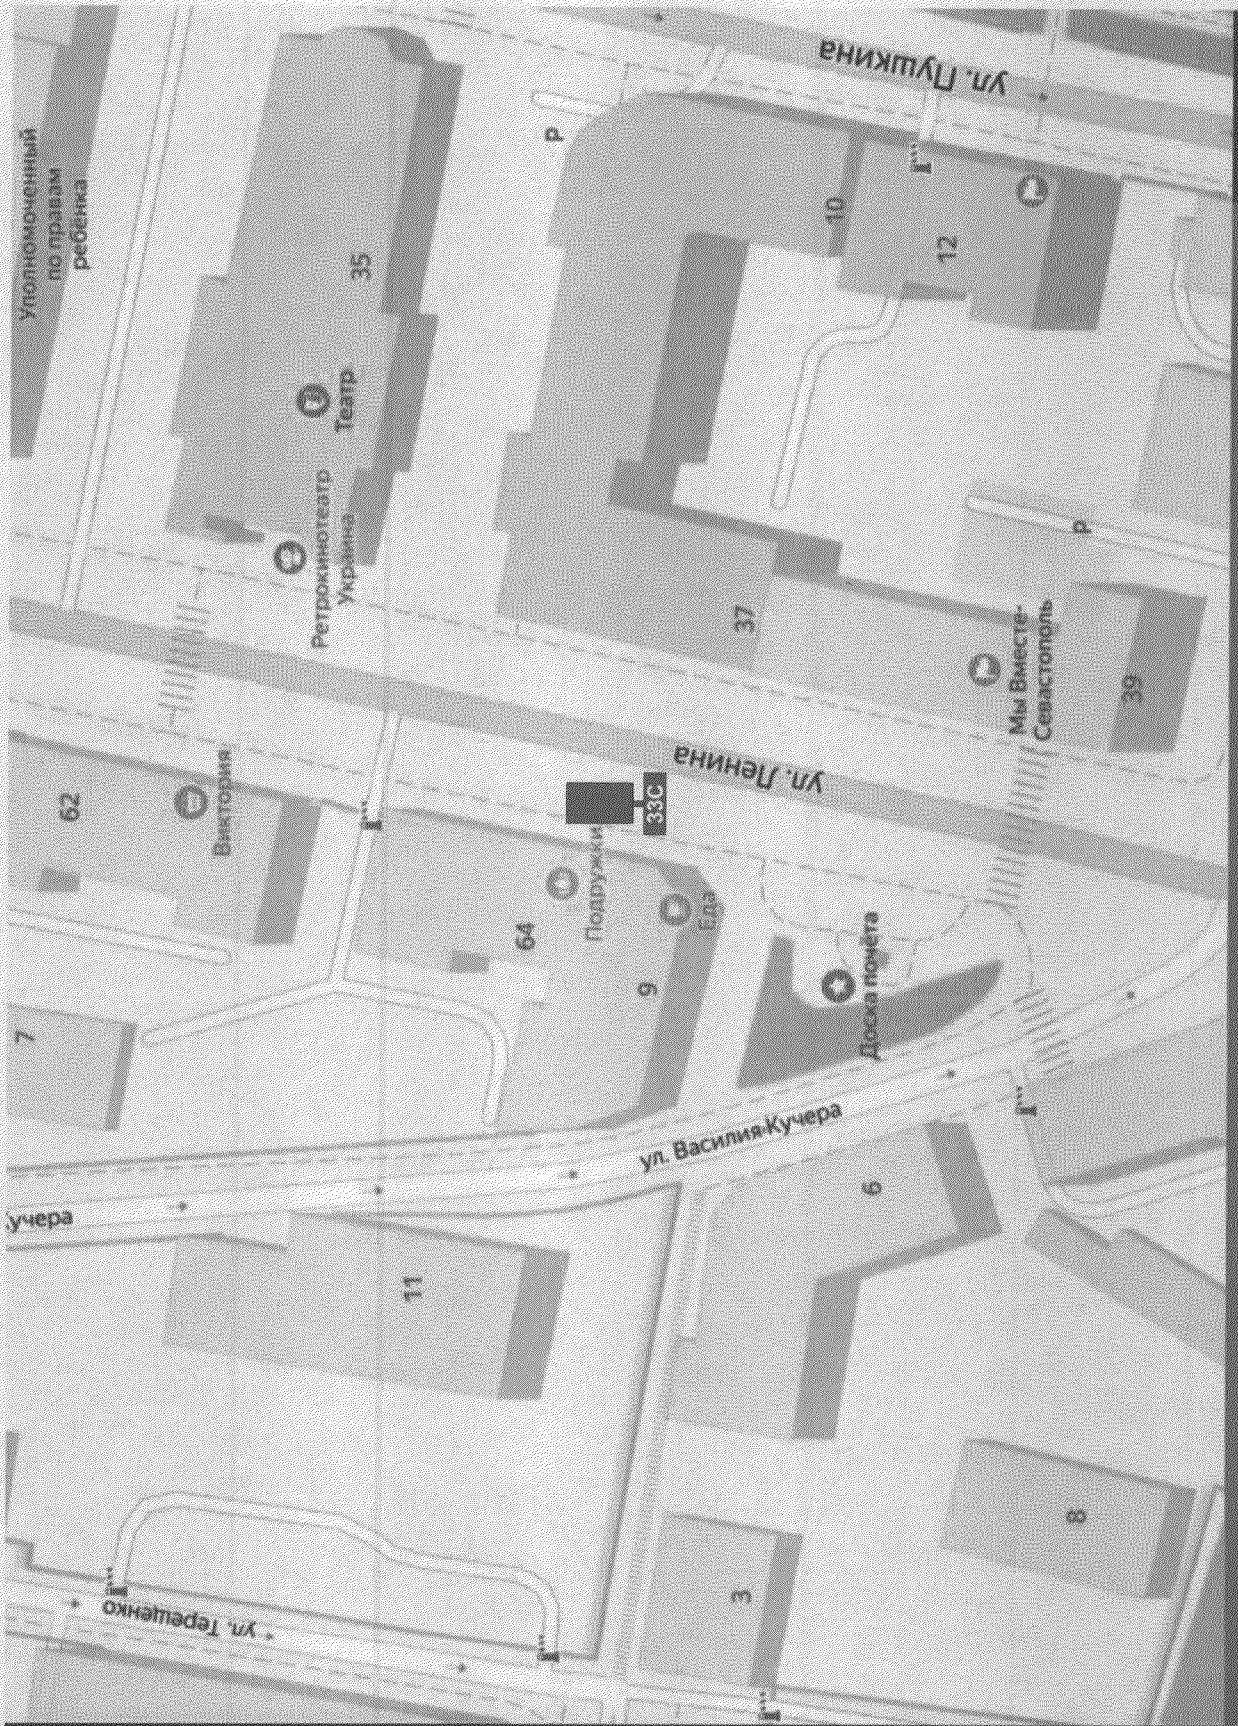 ул. Пушкина
Уполномоченный
по правам
ребёнка
P
10
12
35
Театр
Ретрокинотеатр
Украина
P
37
Мы Вместе-
Севастополь
39
ул. Ленина
62
Виктория
33С
Подружки
64
Еда
9
Доска почёта
7
ул. Василия Кучера
Кучера
6
11
8
3
ул. Терещенко